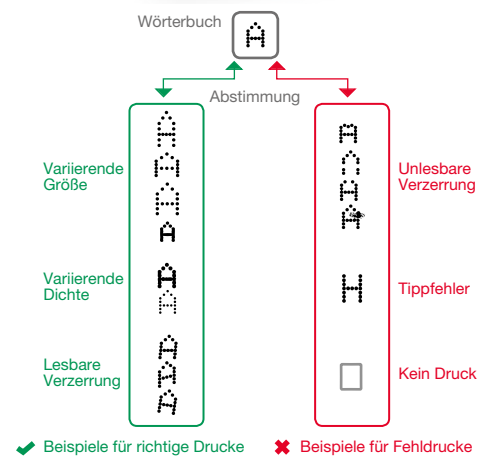 Wörterbuch
A
Abstimmung
A
A
A
A
Variierende
Größe
A
A
Variierende
Dichte
A
A
A
Lesbare
Verzerrung
A
A
A
Unlesbare
Verzerrung
H
Tippfehler
Kein Druck
Beispiele für richtige Drucke
Beispiele für Fehldrucke